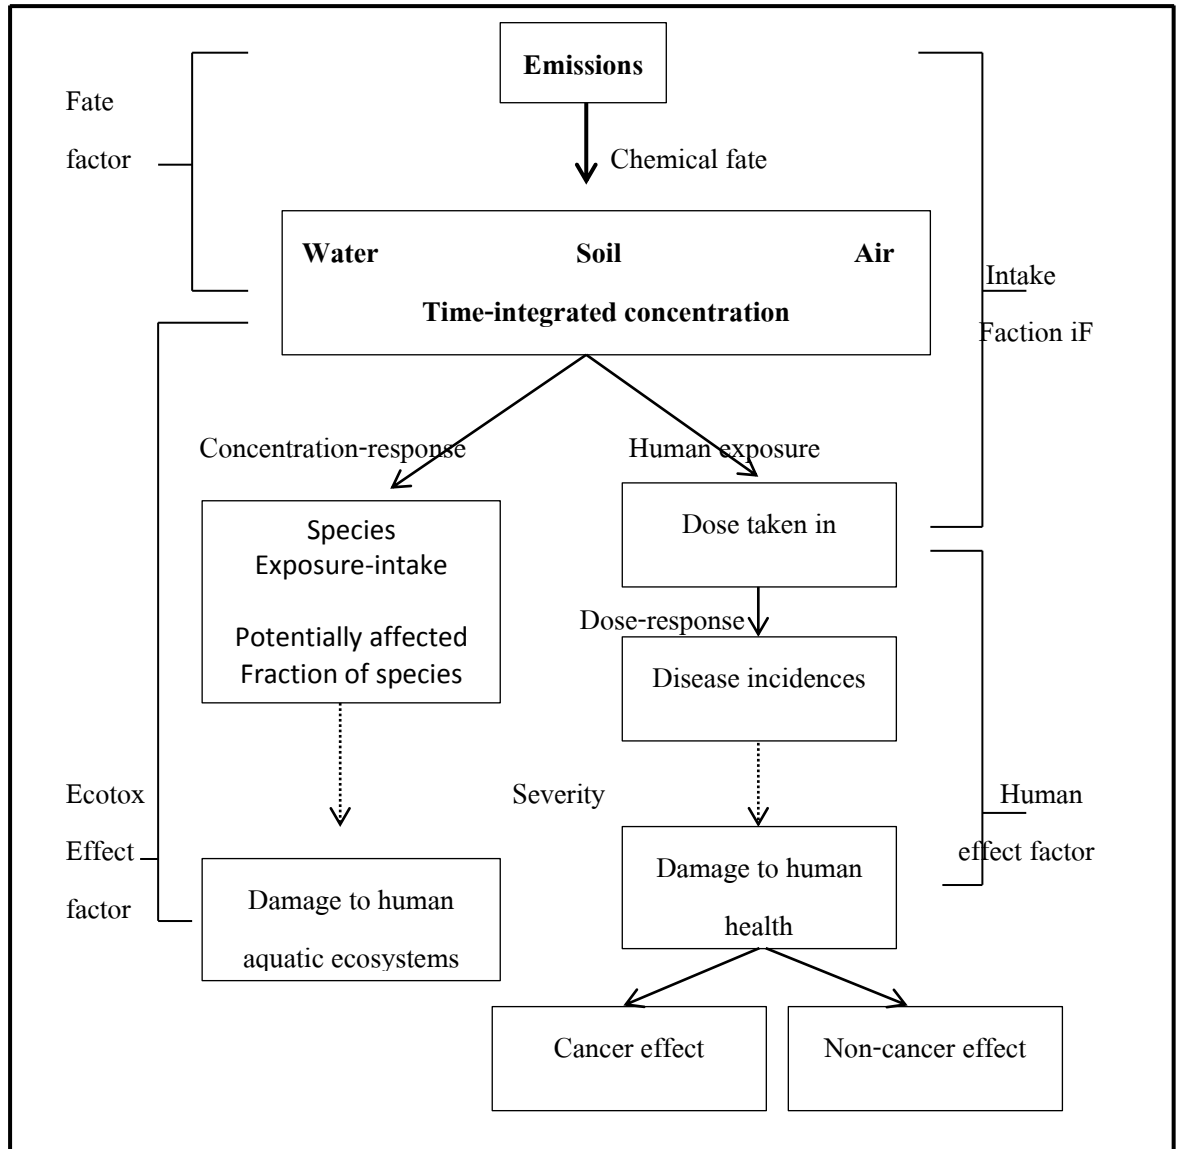 Emissions
Fate
factor
Chemical fate
Water Soil Air
Time-integrated concentration
Intake
Faction iF
Concentration-response
Human exposure
Species
Exposure-intake
Potentially affected
Fraction of species
Dose taken in
Dose-response
Disease incidences
Ecotox
Effect
factor
Severity
Human
effect factor
Damage to human
aquatic ecosystems
Damage to human
health
Cancer effect
Non-cancer effect